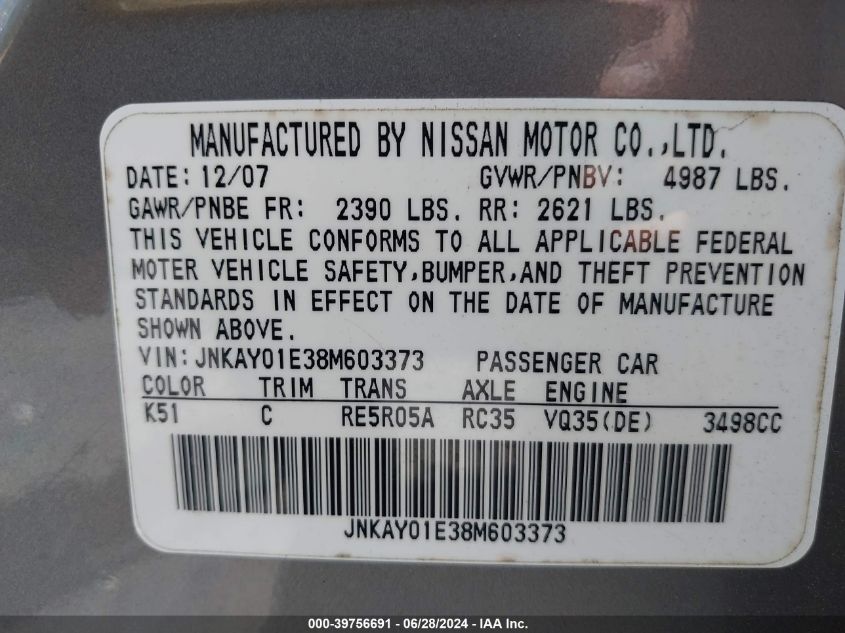 MANUFACTURED BY NISSAN MOTOR CO.,LTD.
DATE: 12/07 GVWR/PNBV: 4987 LBS.
GAWR/PNBE FR: 2390 LBS. RR: 2621 LBS.
THIS VEHICLE CONFORMS TO ALL APPLICABLE FEDERAL
MOTER VEHICLE SAFETY,BUMPER,AND THEFT PREVENTION
STANDARDS IN EFFECT ON THE DATE OF MANUFACTURE
SHOWN ABOVE.
VIN: JNKAY01E38M603373 PASSENGER CAR
COLOR TRIM TRANS AXLE ENGINE
K51 C RE5R05A RC35 VQ35(DE) 3498CC
JNKAY01E38M603373
000-39756691 - 06/28/2024 - IAA Inc.